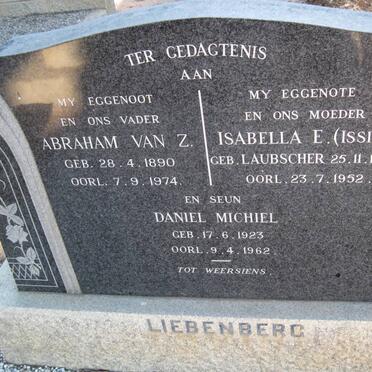 TER GEDAGTENIS
AAN
MY EGGENOOT
EN ONS VADER
ABRAHAM VAN Z.
GEB. 28.4.1890
OORL. 7.9.1974.
MY EGGENOTE
EN ONS MOEDER
ISABELLA E. (ISSI
GEB. LAUBSCHER 25.11.1
OORL. 23.7.1952.
EN SEUN
DANIEL MICHIEL
GEB. 17.6.1923
OORL. 9.4.1962.
TOT WEERSIENS.
LIEBENBERG